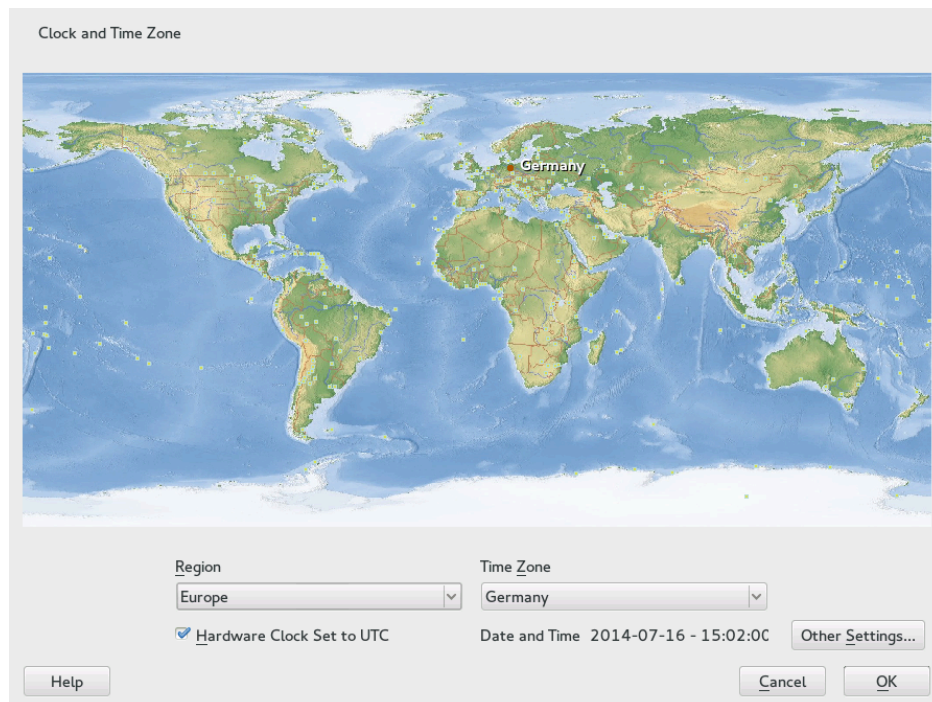 Clock and Time Zone
Germany
Region
Time Zone
Europe
Germany
Hardware Clock Set to UTC
Date and Time 2014-07-16 - 15:02:00
Other Settings...
Help
Cancel
OK